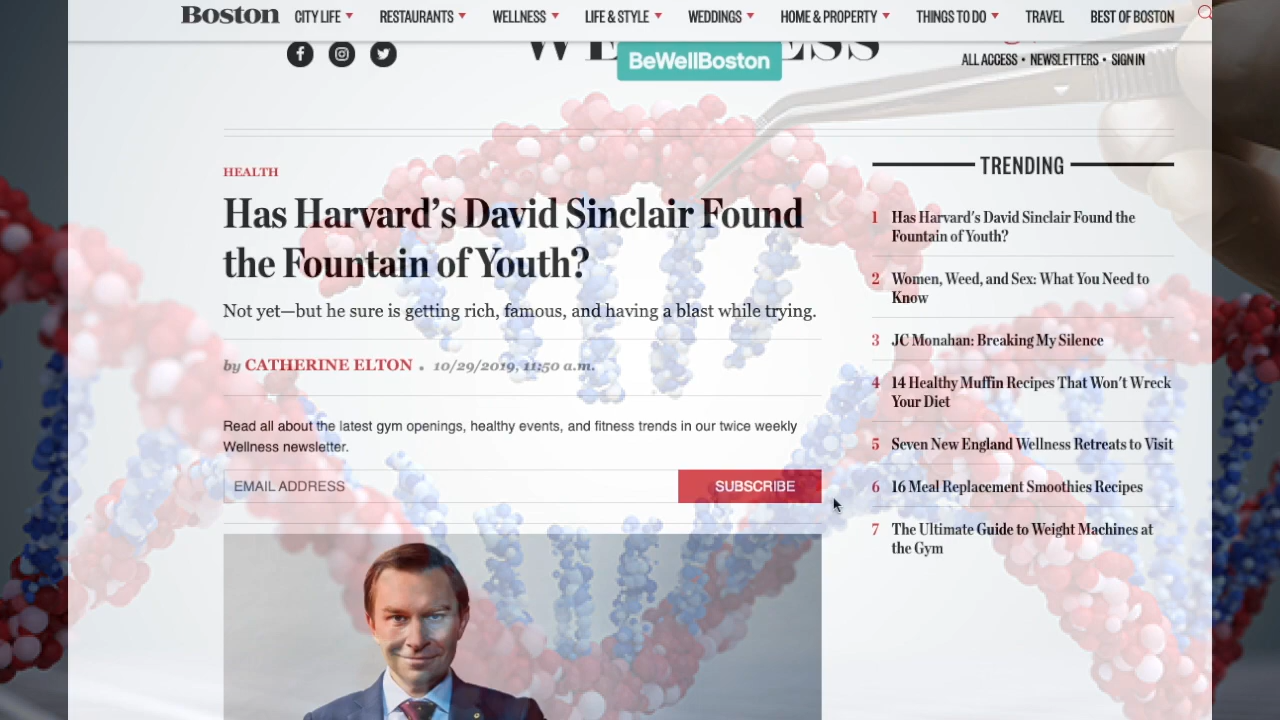 Boston CITY LIFE RESTAURANTS WELLNESS LIFE & STYLE WEDDINGS HOME & PROPERTY THINGS TO DO TRAVEL BEST OF BOSTON
BeWellBoston
ALL ACCESS • NEWSLETTERS • SIGN IN
HEALTH
Has Harvard's David Sinclair Found
the Fountain of Youth?
Not yet—but he sure is getting rich, famous, and having a blast while trying.
by CATHERINE ELTON • 10/29/2019, 11:50 a.m.
Read all about the latest gym openings, healthy events, and fitness trends in our twice weekly
Wellness newsletter.
EMAIL ADDRESS SUBSCRIBE
TRENDING
1 Has Harvard's David Sinclair Found the
Fountain of Youth?
2 Women, Weed, and Sex: What You Need to
Know
3 JC Monahan: Breaking My Silence
4 14 Healthy Muffin Recipes That Won't Wreck
Your Diet
5 Seven New England Wellness Retreats to Visit
6 16 Meal Replacement Smoothies Recipes
7 The Ultimate Guide to Weight Machines at
the Gym